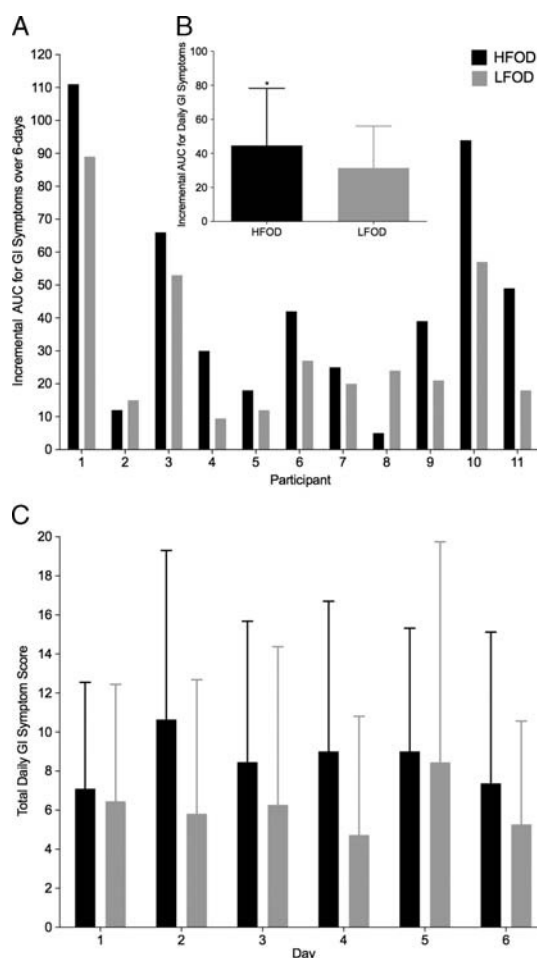 A
B
HFOD
LFOD
Incremental AUC for GI Symptoms over 6-days
120
110
100
90
80
70
60
50
40
30
20
10
0
1 2 3 4 5 6 7 8 9 10 11
Participant
Incremental AUC for Daily GI Symptoms
100
80
60
40
20
0
*
HFOD LFOD
C
Total Daily GI Symptom Score
20
18
16
14
12
10
8
6
4
2
0
1 2 3 4 5 6
Day